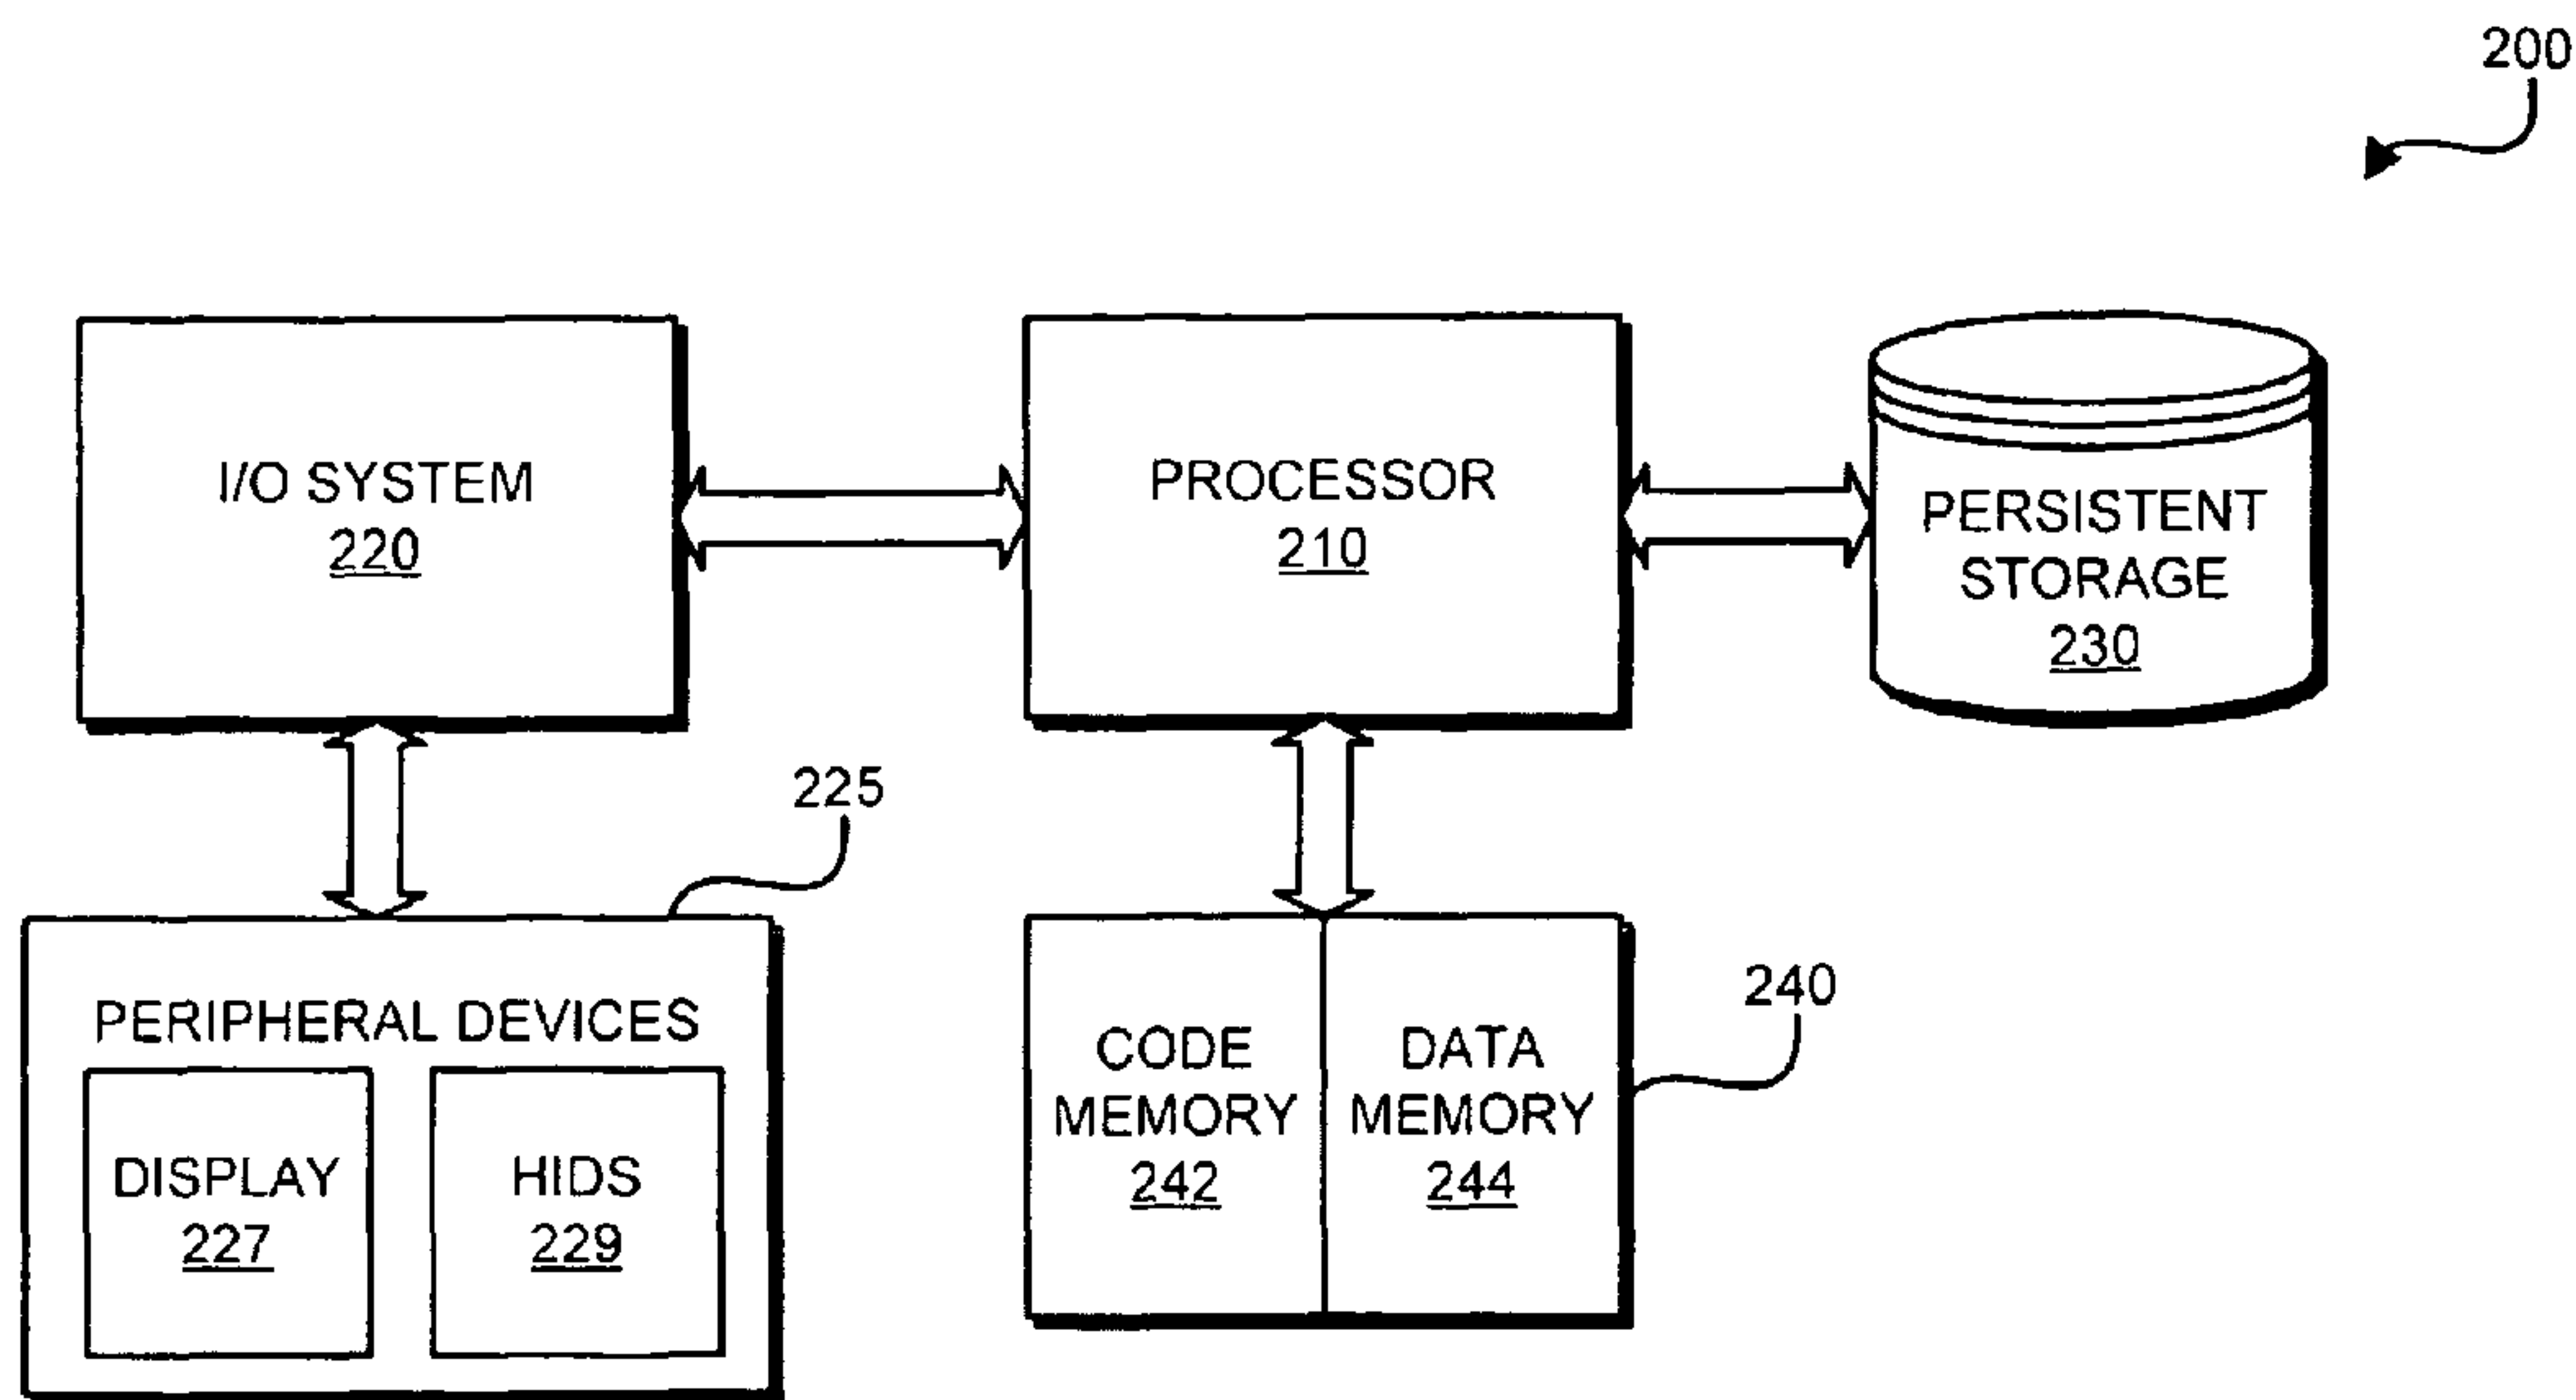 200
I/O SYSTEM
220
PROCESSOR
210
PERSISTENT
STORAGE
230
225
PERIPHERAL DEVICES
DISPLAY
227
HIDS
229
CODE
MEMORY
242
DATA
MEMORY
244
240